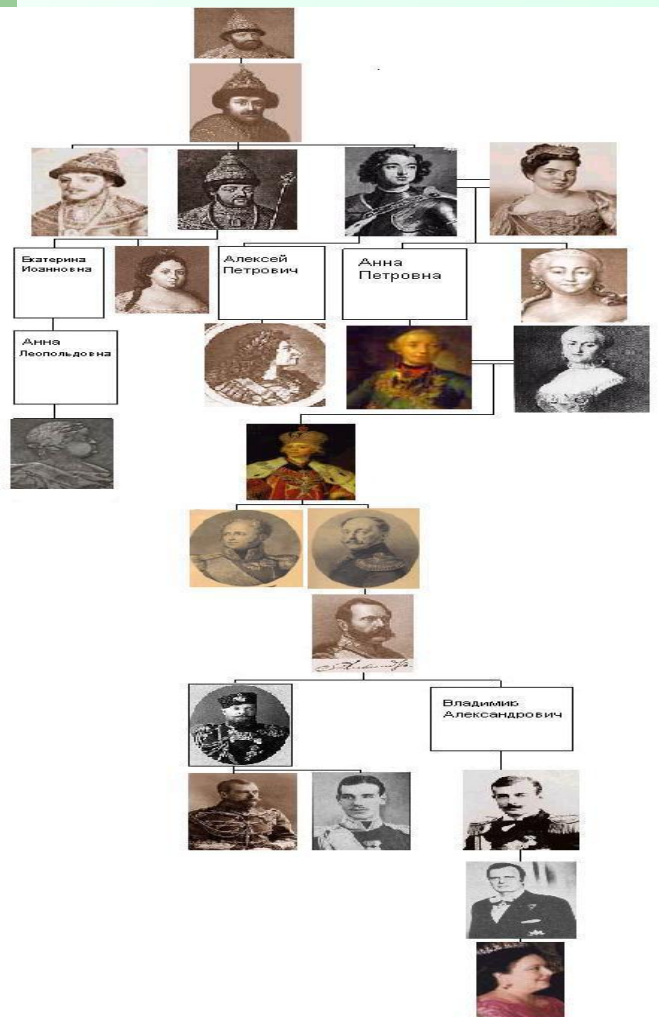 Екатерина
Иоанновна
Алексей
Петрович
Анна
Петровна
Анна
Леопольдовна
Владимир
Александрович